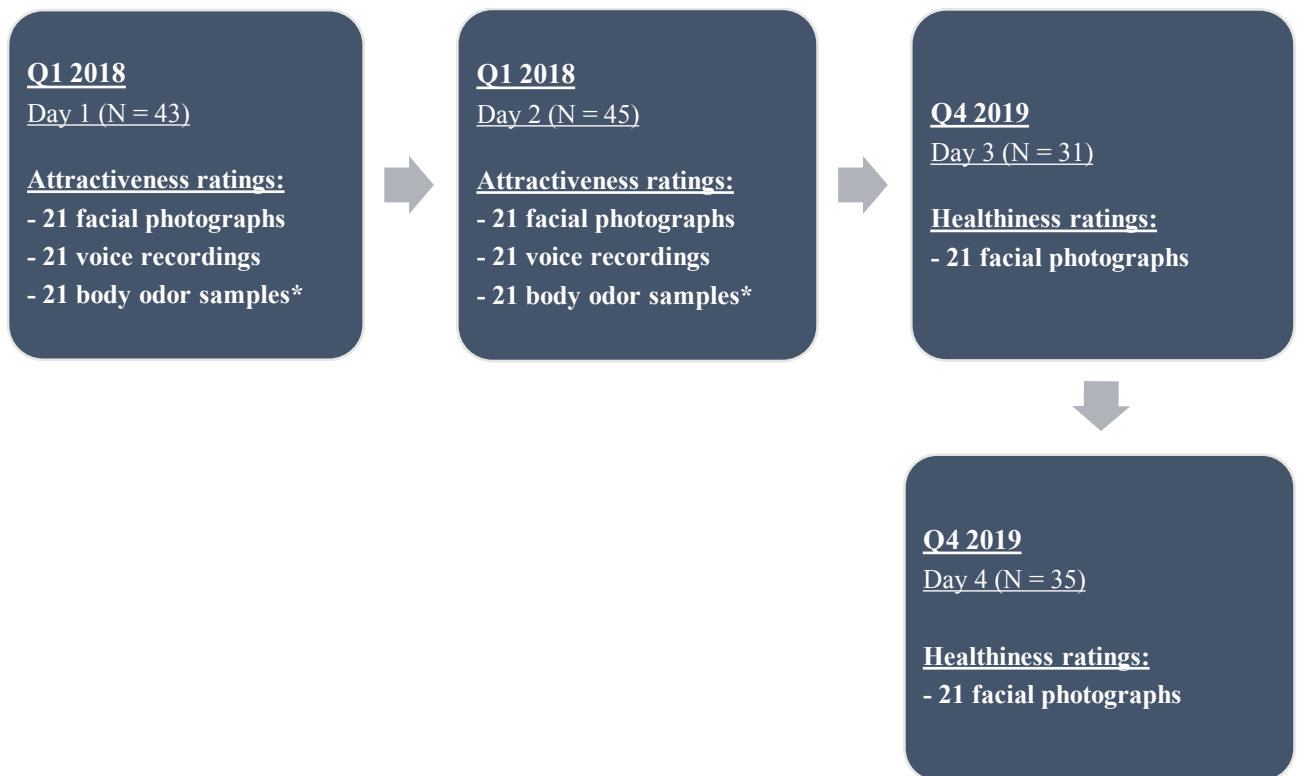 Q1 2018
Day 1 (N = 43)
Attractiveness ratings:
- 21 facial photographs
- 21 voice recordings
- 21 body odor samples*
Q1 2018
Day 2 (N = 45)
Attractiveness ratings:
- 21 facial photographs
- 21 voice recordings
- 21 body odor samples*
Q4 2019
Day 3 (N = 31)
Healthiness ratings:
- 21 facial photographs
Q4 2019
Day 4 (N = 35)
Healthiness ratings:
- 21 facial photographs